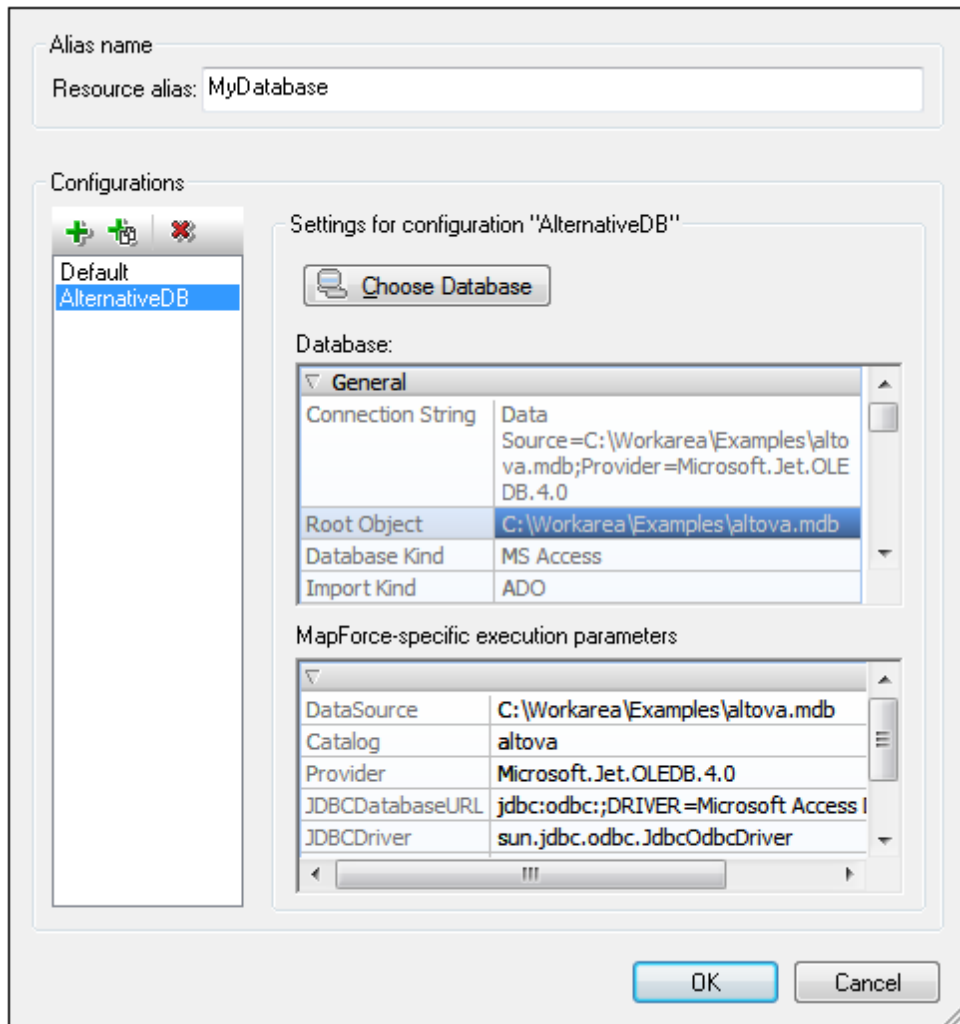 Alias name
Resource alias: MyDatabase
Configurations
Default
AlternativeDB
Settings for configuration "AlternativeDB"
Choose Database
Database:
General
Connection String Data
Source=C:\Workarea\Examples\alto
va.mdb;Provider=Microsoft.Jet.OLE
DB.4.0
Root Object C:\Workarea\Examples\altova.mdb
Database Kind MS Access
Import Kind ADO
MapForce-specific execution parameters
DataSource C:\Workarea\Examples\altova.mdb
Catalog altova
Provider Microsoft.Jet.OLEDB.4.0
JDBCDatabaseURL jdbc:odbc:;DRIVER=Microsoft Access
JDBCDriver sun.jdbc.odbc.JdbcOdbcDriver
OK Cancel